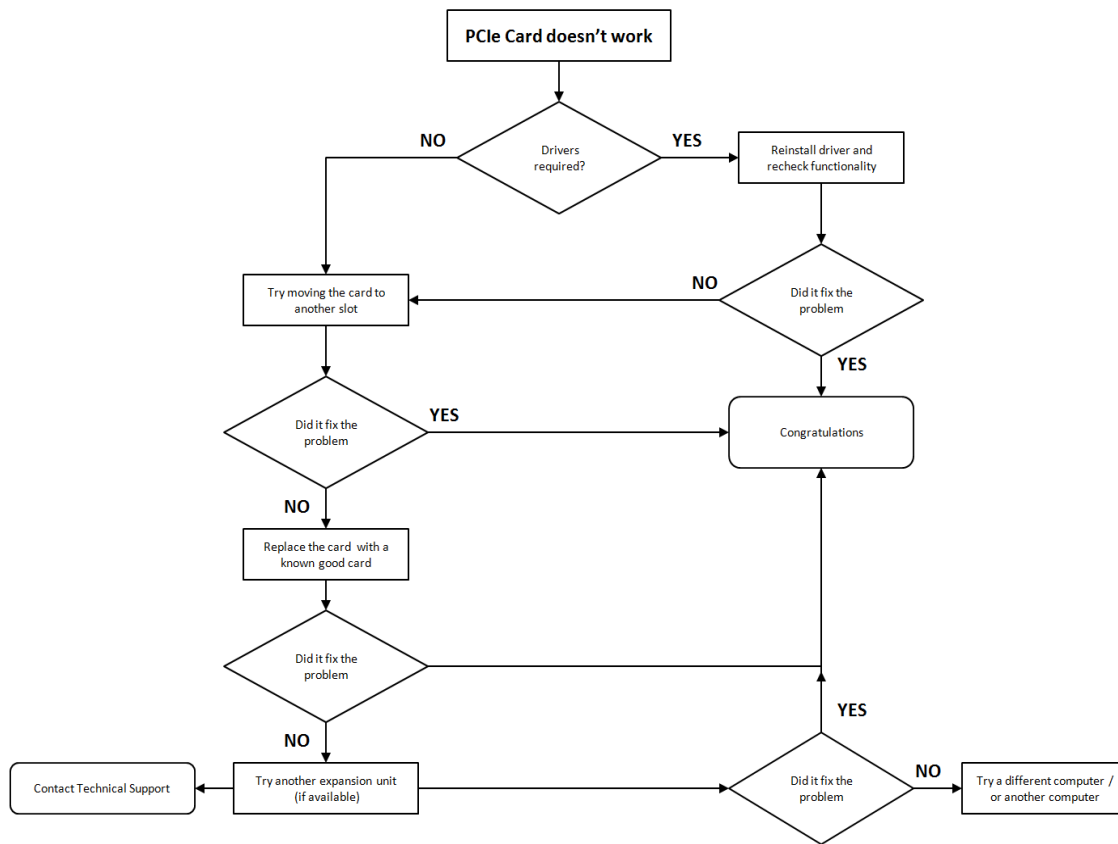 PCIe Card doesn't work
NO
YES
Drivers
required?
Reinstall driver and
recheck functionality
Try moving the card to
another slot
NO
Did it fix the
problem
YES
Did it fix the
problem
YES
Congratulations
NO
Replace the card with a
known good card
Did it fix the
problem
NO
YES
Contact Technical Support
Try another expansion unit
(if available)
Did it fix the
problem
NO
Try a different computer /
or another computer